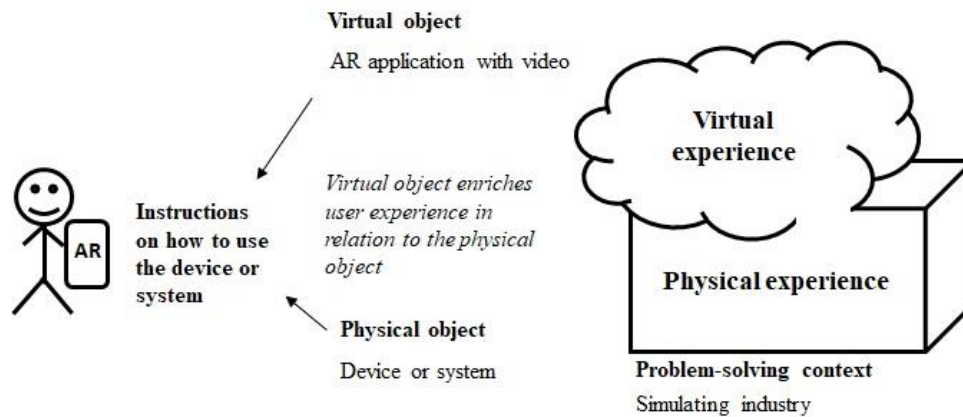 Virtual object
AR application with video
Virtual
experience
Virtual object enriches
user experience in
relation to the physical
object
Instructions
on how to use
the device or
system
AR
Physical experience
Physical object
Device or system
Problem-solving context
Simulating industry